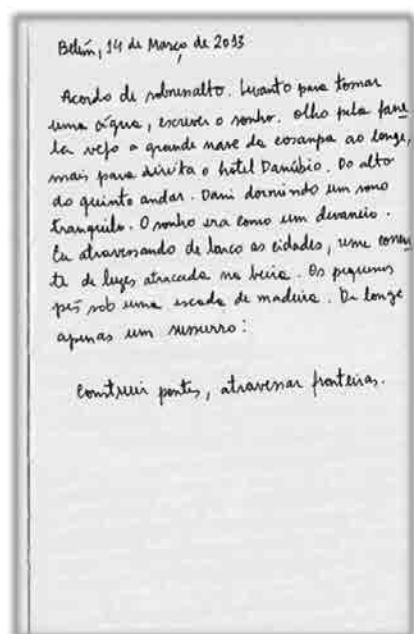 Belém, 14 de Março de 2013
Acordo de sobressalto. Levanto para tomar
uma água, escrever o sonho. Olho pela jane
la vejo a grande nave da cosanpa ao longe,
mais para direita o hotel Danúbio. Do alto
do quinto andar. Dani dormindo um sono
tranquilo. O sonho era como um devaneio.
Eu atravessando de barco as cidades, uma corren
te de luzes atracada na beira. Os pequenos
pés sob uma escada de madeira. De longe
apenas um sussurro:
Construir pontes, atravessar fronteiras.